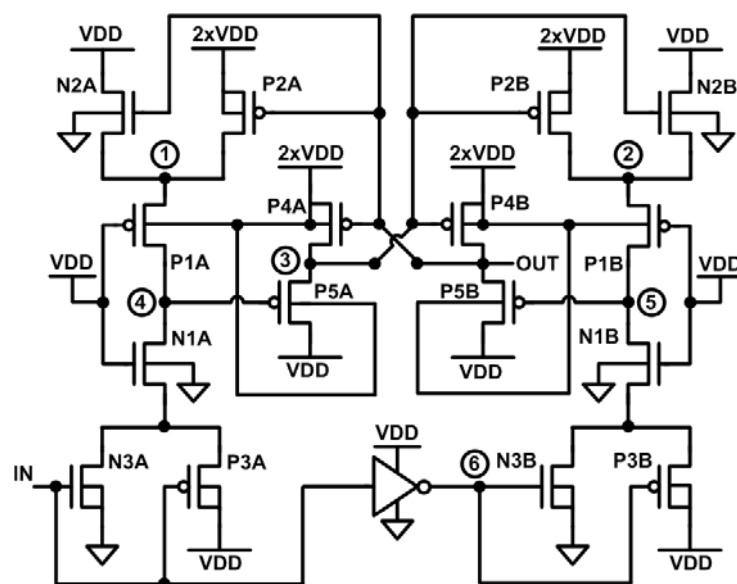 VDD 2xVDD 2xVDD VDD
N2A P2A P2B N2B
1 2
2xVDD 2xVDD
P4A P4B
P1A 3 OUT P1B
VDD VDD
4 P5A P5B 5
N1A VDD VDD N1B
IN N3A P3A VDD 6 N3B P3B
VDD VDD